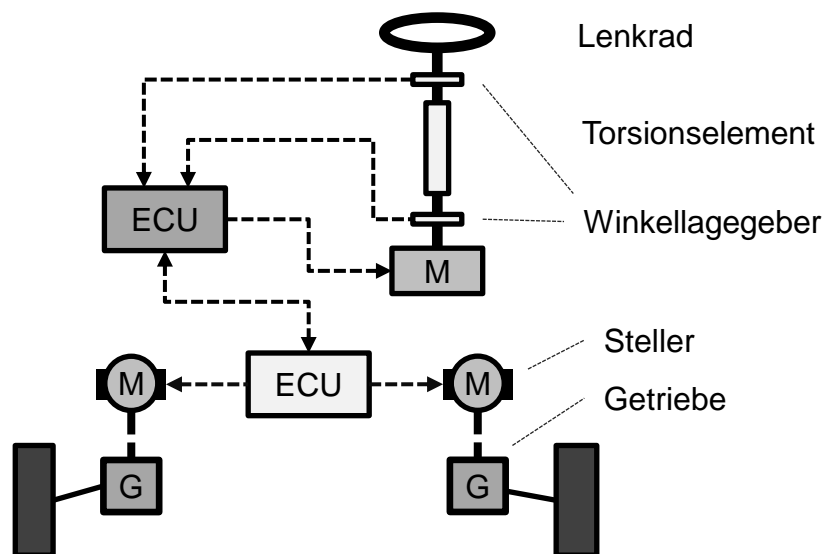 Lenkrad
Torsionselement
ECU
Winkellagegeber
M
Steller
M
ECU
M
Getriebe
G
G